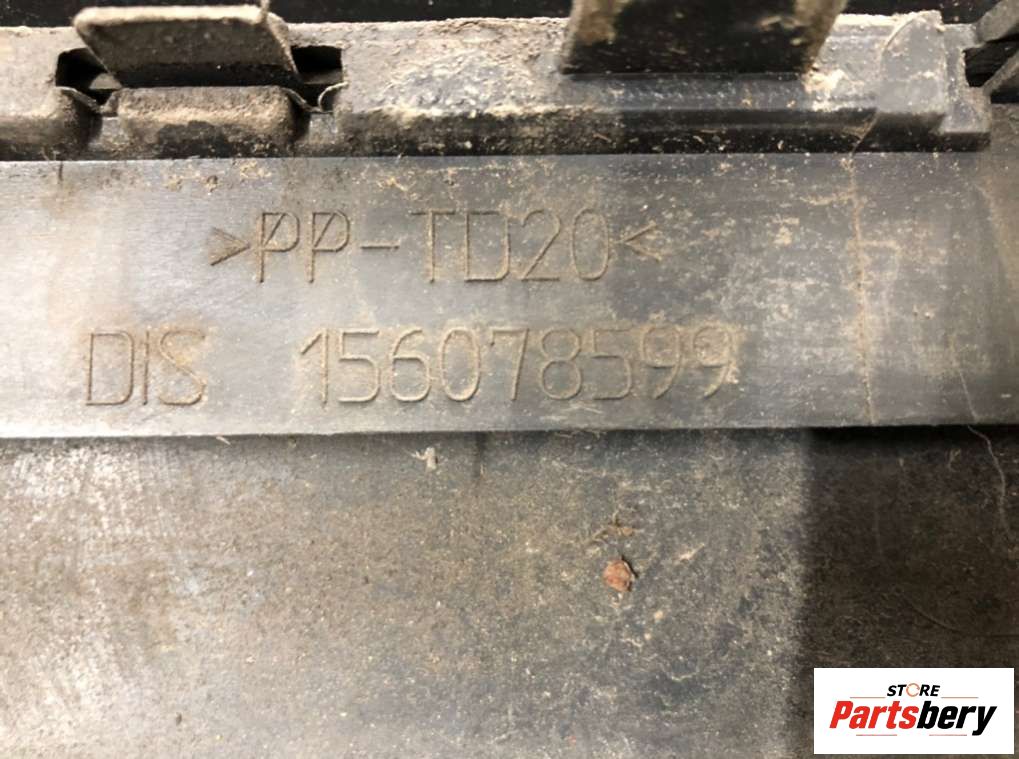 >PP-TD20<
DIS 156078599
STORE
Partsbery